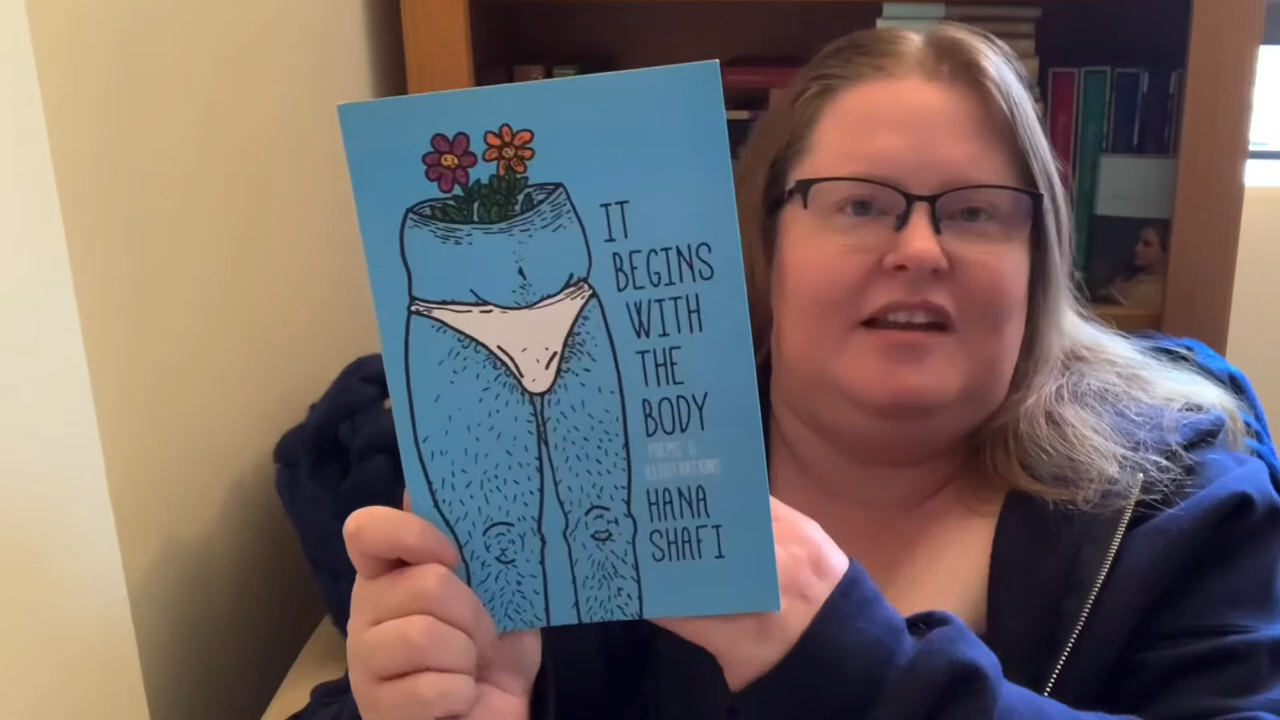 IT
BEGINS
WITH
THE
BODY
POEMS &
ILLUSTRATIONS
HANA
SHAFI